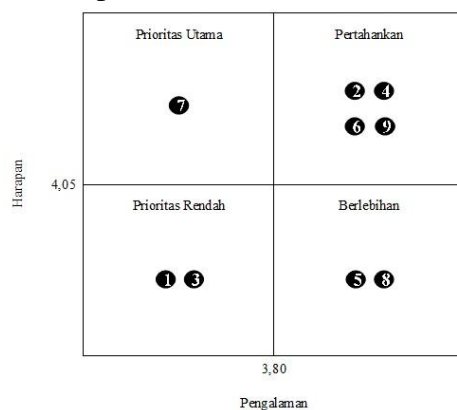 Prioritas Utama
Pertahankan
7
2 4
6 9
Harapan
4,05
Prioritas Rendah
Berlebihan
1 3
5 8
3,80
Pengalaman